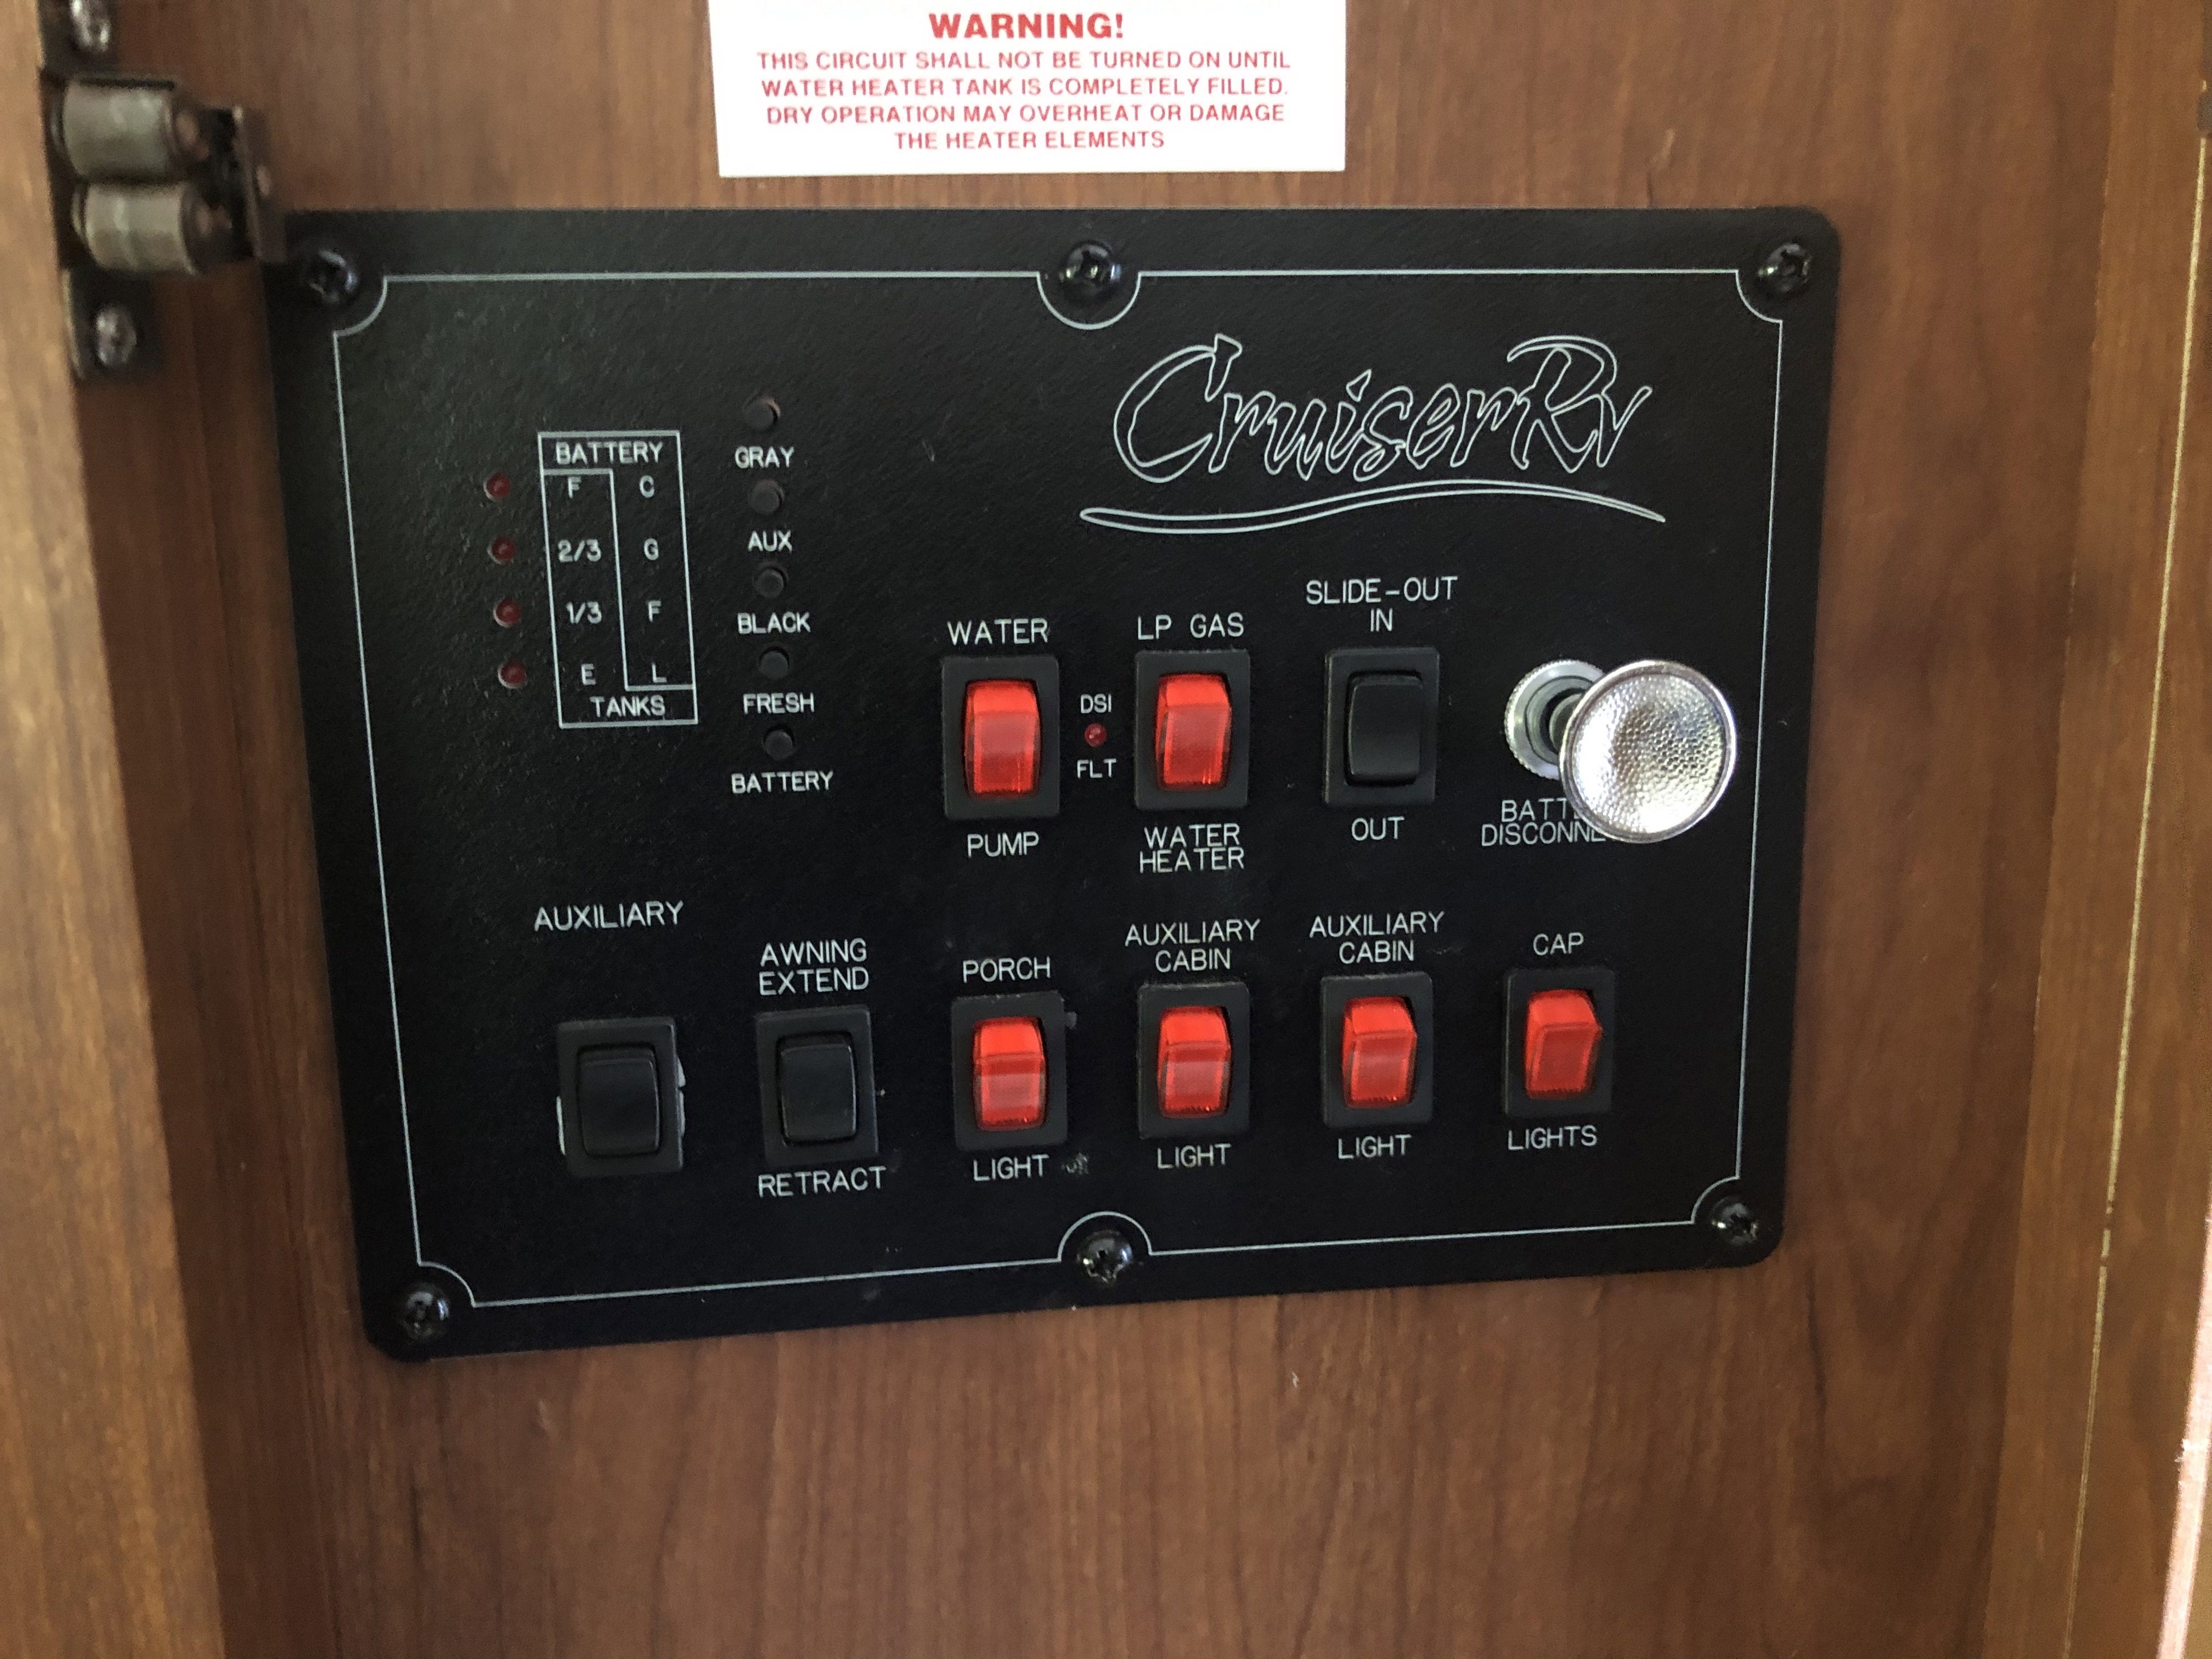 WARNING!
THIS CIRCUIT SHALL NOT BE TURNED ON UNTIL
WATER HEATER TANK IS COMPLETELY FILLED.
DRY OPERATION MAY OVERHEAT OR DAMAGE
THE HEATER ELEMENTS
CruiserRv
BATTERY
F C
2/3 G
1/3 F
E L
TANKS
GRAY
AUX
BLACK
FRESH
BATTERY
WATER
PUMP
DSI
FLT
LP GAS
WATER
HEATER
SLIDE-OUT
IN
OUT
AUXILIARY
AWNING
EXTEND
RETRACT
PORCH
LIGHT
AUXILIARY
CABIN
LIGHT
AUXILIARY
CABIN
LIGHT
CAP
LIGHTS